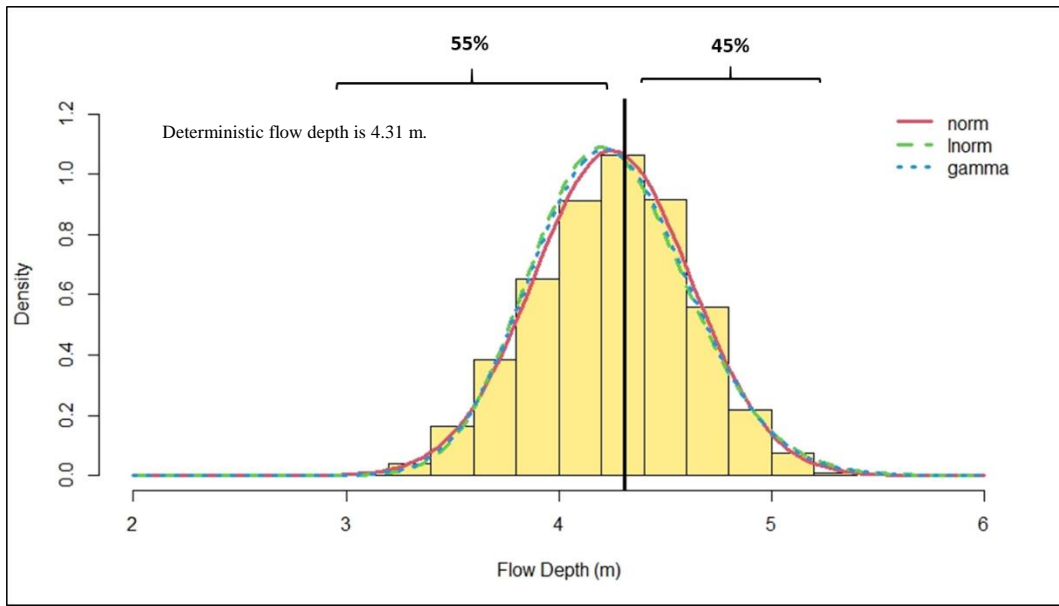 55%
45%
Deterministic flow depth is 4.31 m.
norm
lnorm
gamma
Density
1.2
1.0
0.8
0.6
0.4
0.2
0.0
2 3 4 5 6
Flow Depth (m)